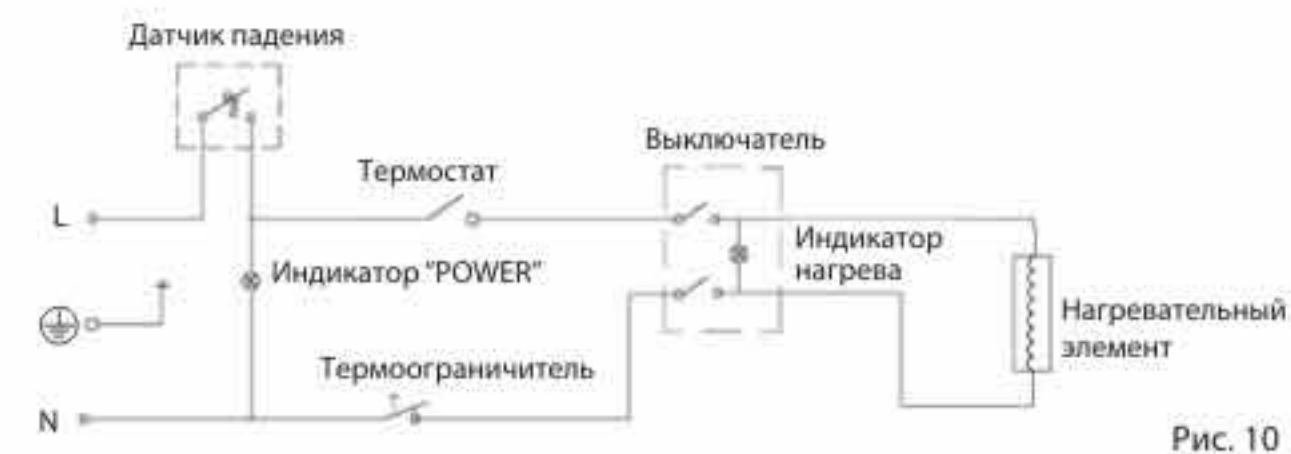 Датчик падения
Выключатель
Термостат
L
Индикатор
нагрева
Индикатор "POWER"
Нагревательный
элемент
Термоограничитель
N
Рис. 10